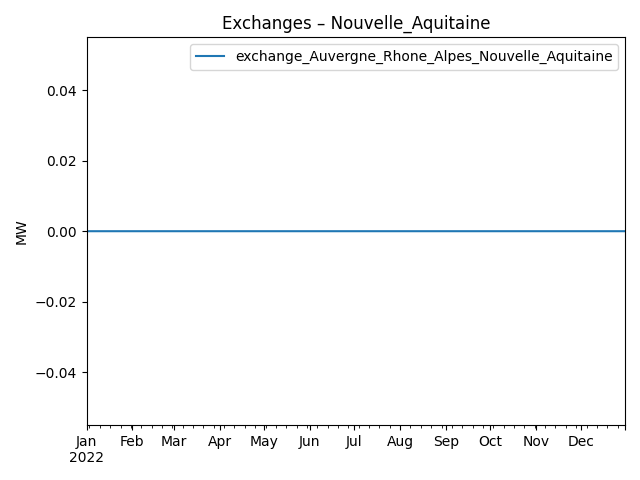 Exchanges – Nouvelle_Aquitaine
exchange_Auvergne_Rhone_Alpes_Nouvelle_Aquitaine
0.04
0.02
0.00
−0.02
−0.04
MW
Jan Feb Mar Apr May Jun Jul Aug Sep Oct Nov Dec
2022